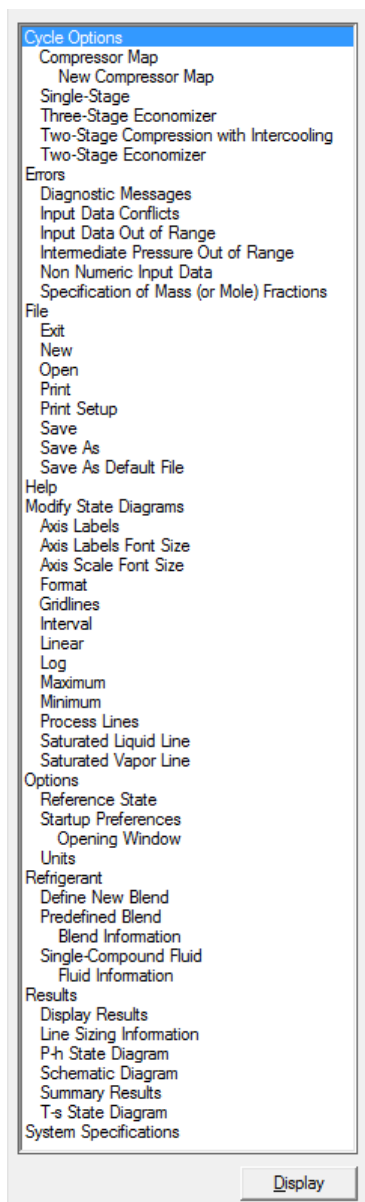 Cycle Options
Compressor Map
New Compressor Map
Single-Stage
Three-Stage Economizer
Two-Stage Compression with Intercooling
Two-Stage Economizer
Errors
Diagnostic Messages
Input Data Conflicts
Input Data Out of Range
Intermediate Pressure Out of Range
Non Numeric Input Data
Specification of Mass (or Mole) Fractions
File
Exit
New
Open
Print
Print Setup
Save
Save As
Save As Default File
Help
Modify State Diagrams
Axis Labels
Axis Labels Font Size
Axis Scale Font Size
Format
Gridlines
Interval
Linear
Log
Maximum
Minimum
Process Lines
Saturated Liquid Line
Saturated Vapor Line
Options
Reference State
Startup Preferences
Opening Window
Units
Refrigerant
Define New Blend
Predefined Blend
Blend Information
Single-Compound Fluid
Fluid Information
Results
Display Results
Line Sizing Information
P-h State Diagram
Schematic Diagram
Summary Results
T-s State Diagram
System Specifications
Display